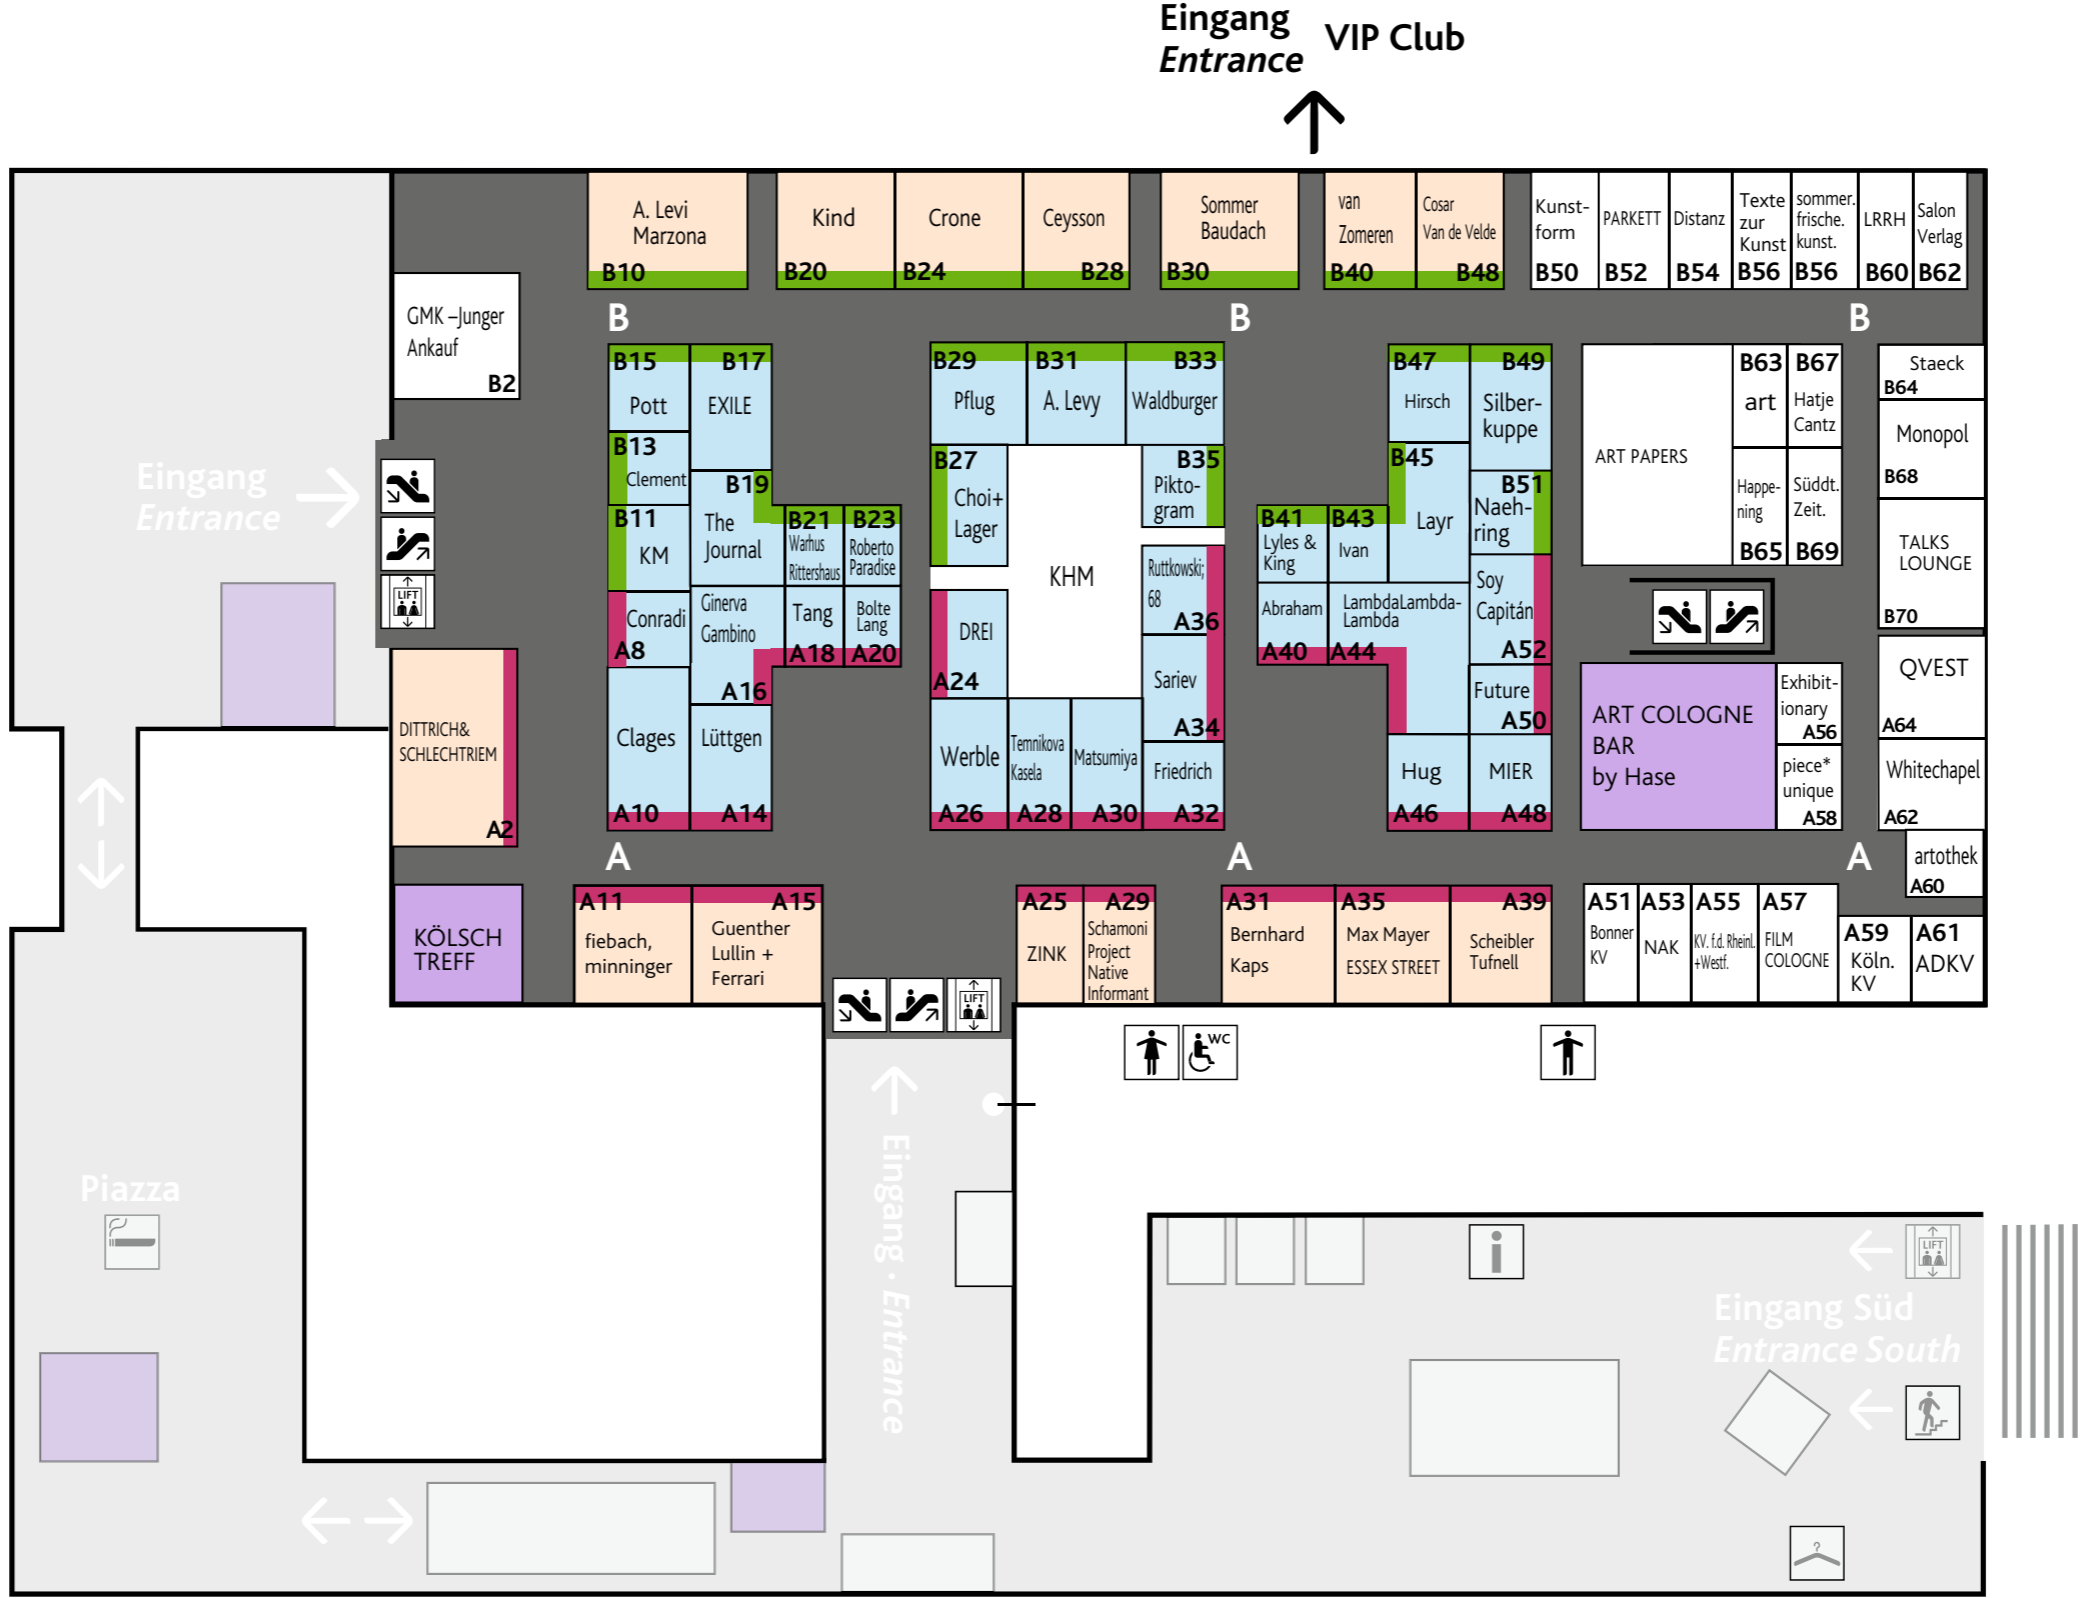 Eingang
Entrance
VIP Club
A. Levi
Marzona
B10
Kind
B20
Crone
B24
Ceysson
B28
Sommer
Baudach
B30
van
Zomeren
B40
Cosar
Van de Velde
B48
Kunst-
form
B50
PARKETT
B52
Distanz
B54
Texte
zur
Kunst
B56
sommer.
frische.
kunst.
B56
LRRH
B60
Salon
Verlag
B62
GMK –Junger
Ankauf
B2
B
B
B
B15
Pott
B17
EXILE
B13
Clement
B11
KM
B19
The
Journal
B21
Warhus
Rittershaus
B23
Roberto
Paradise
Conradi
A8
Ginerva
Gambino
A16
Tang
A18
Bolte
Lang
A20
Clages
A10
Lüttgen
A14
B29
Pflug
B31
A. Levy
B33
Waldburger
B27
Choi+
Lager
B35
Pikto-
gram
KHM
Ruttkowski;
68
A36
DREI
A24
Sariev
A34
Werble
A26
Temnikova
Kasela
A28
Matsumiya
A30
Friedrich
A32
B47
Hirsch
B49
Silber-
kuppe
B45
Layr
B51
Naeh-
ring
B41
Lyles &
King
B43
Ivan
Abraham
A40
LambdaLambda-
Lambda
A44
Soy
Capitán
A52
Future
A50
Hug
A46
MIER
A48
ART PAPERS
B63
art
B67
Hatje
Cantz
Happe-
ning
B65
Süddt.
Zeit.
B69
Staeck
B64
Monopol
B68
TALKS
LOUNGE
B70
QVEST
A64
Whitechapel
A62
artothek
A60
ART COLOGNE
BAR
by Hase
Exhibit-
ionary
A56
piece*
unique
A58
Eingang
Entrance
LIFT
DITTRICH&
SCHLECHTRIEM
A2
A
A
A
KÖLSCH
TREFF
A11
fiebach,
minninger
A15
Guenther
Lullin +
Ferrari
A25
ZINK
A29
Schamoni
Project
Native
Informant
A31
Bernhard
Kaps
A35
Max Mayer
ESSEX STREET
A39
Scheibler
Tufnell
A51
Bonner
KV
A53
NAK
A55
KV. f.d. Rheinl.
+Westf.
A57
FILM
COLOGNE
A59
Köln.
KV
A61
ADKV
LIFT
WC
Eingang · Entrance
Piazza
LIFT
Eingang Süd
Entrance South